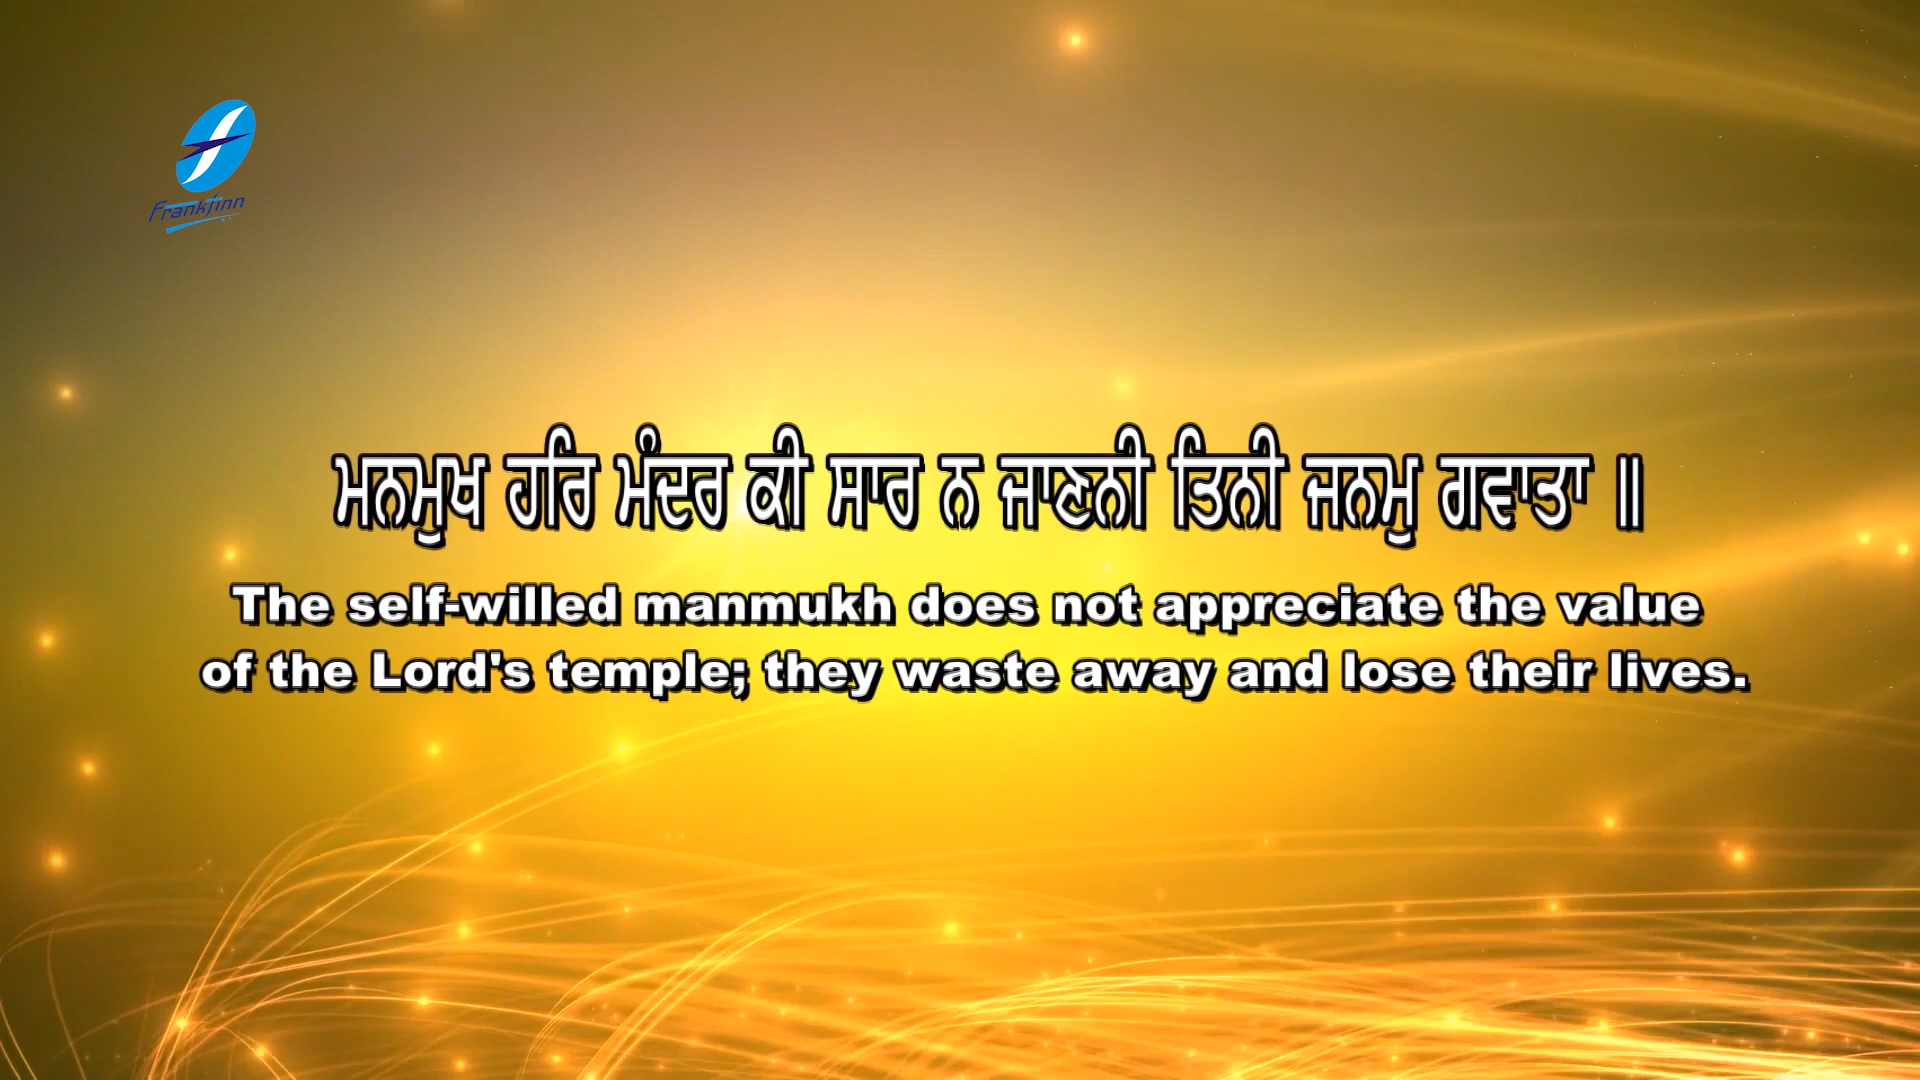 Frankfinn
ਮਨਮੁਖ ਹਰਿ ਮੰਦਰ ਕੀ ਸਾਰ ਨ ਜਾਣਨੀ ਤਿਨੀ ਜਨਮੁ ਗਵਾਤਾ ॥
The self-willed manmukh does not appreciate the value
of the Lord's temple; they waste away and lose their lives.